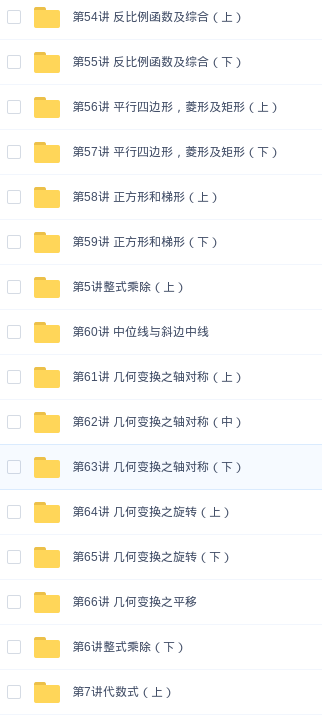 第54讲 反比例函数及综合（上）
第55讲 反比例函数及综合（下）
第56讲 平行四边形，菱形及矩形（上）
第57讲 平行四边形，菱形及矩形（下）
第58讲 正方形和梯形（上）
第59讲 正方形和梯形（下）
第5讲整式乘除（上）
第60讲 中位线与斜边中线
第61讲 几何变换之轴对称（上）
第62讲 几何变换之轴对称（中）
第63讲 几何变换之轴对称（下）
第64讲 几何变换之旋转（上）
第65讲 几何变换之旋转（下）
第66讲 几何变换之平移
第6讲整式乘除（下）
第7讲代数式（上）